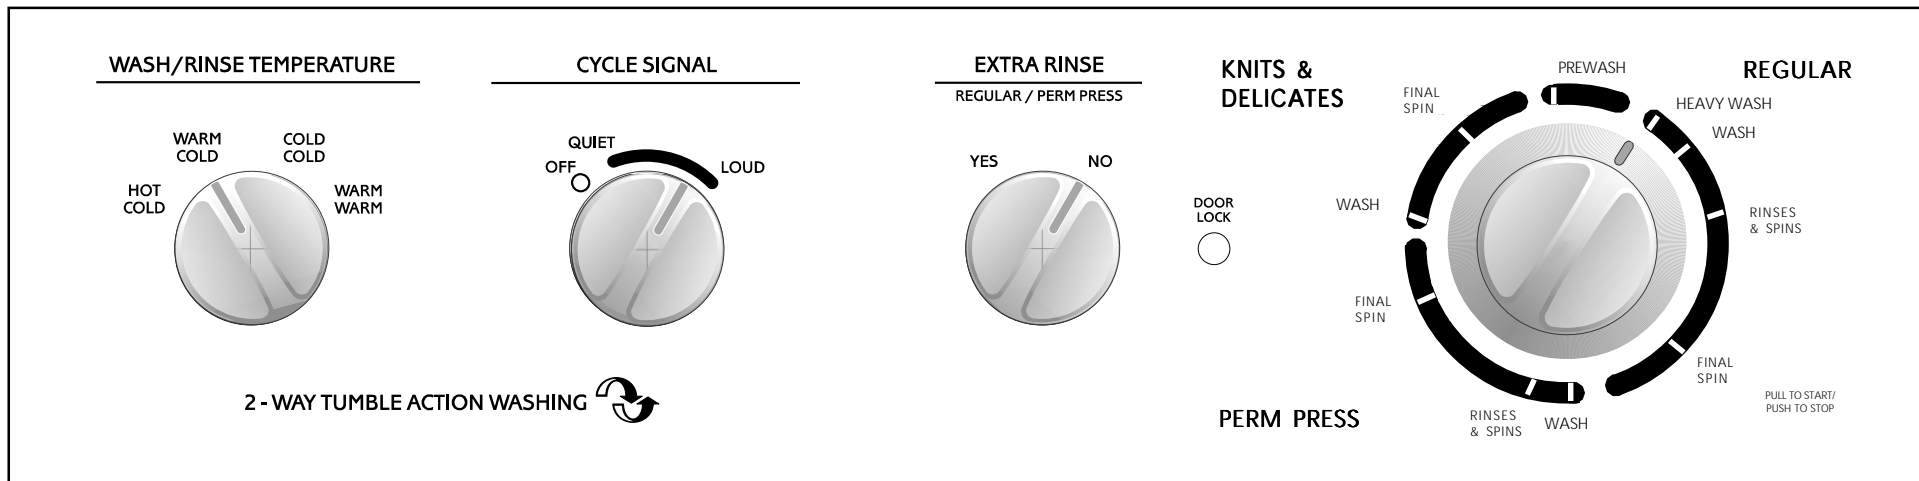 WASH/RINSE TEMPERATURE
WARM
COLD
COLD
COLD
HOT
COLD
WARM
WARM
CYCLE SIGNAL
QUIET
OFF
LOUD
2 - WAY TUMBLE ACTION WASHING
EXTRA RINSE
REGULAR / PERM PRESS
YES
NO
DOOR
LOCK
KNITS &
DELICATES
FINAL
SPIN
WASH
PREWASH
REGULAR
HEAVY WASH
WASH
RINSES
& SPINS
FINAL
SPIN
PULL TO START/
PUSH TO STOP
FINAL
SPIN
PERM PRESS
RINSES
& SPINS
WASH